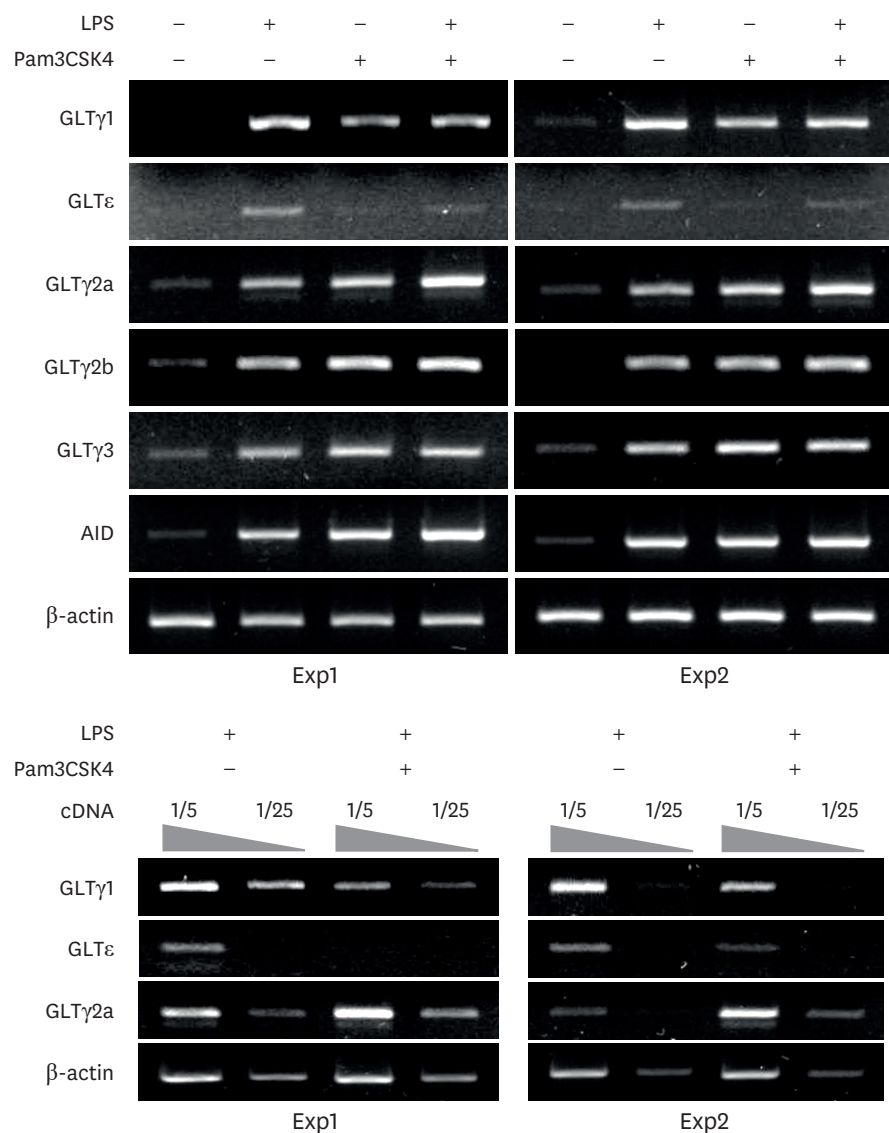 LPS − + − + − + − +
Pam3CSK4 − − + + − − + +
GLTγ1
GLTε
GLTγ2a
GLTγ2b
GLTγ3
AID
β-actin
Exp1 Exp2
LPS + + + +
Pam3CSK4 − + − +
cDNA 1/5 1/25 1/5 1/25 1/5 1/25 1/5 1/25
GLTγ1
GLTε
GLTγ2a
β-actin
Exp1 Exp2